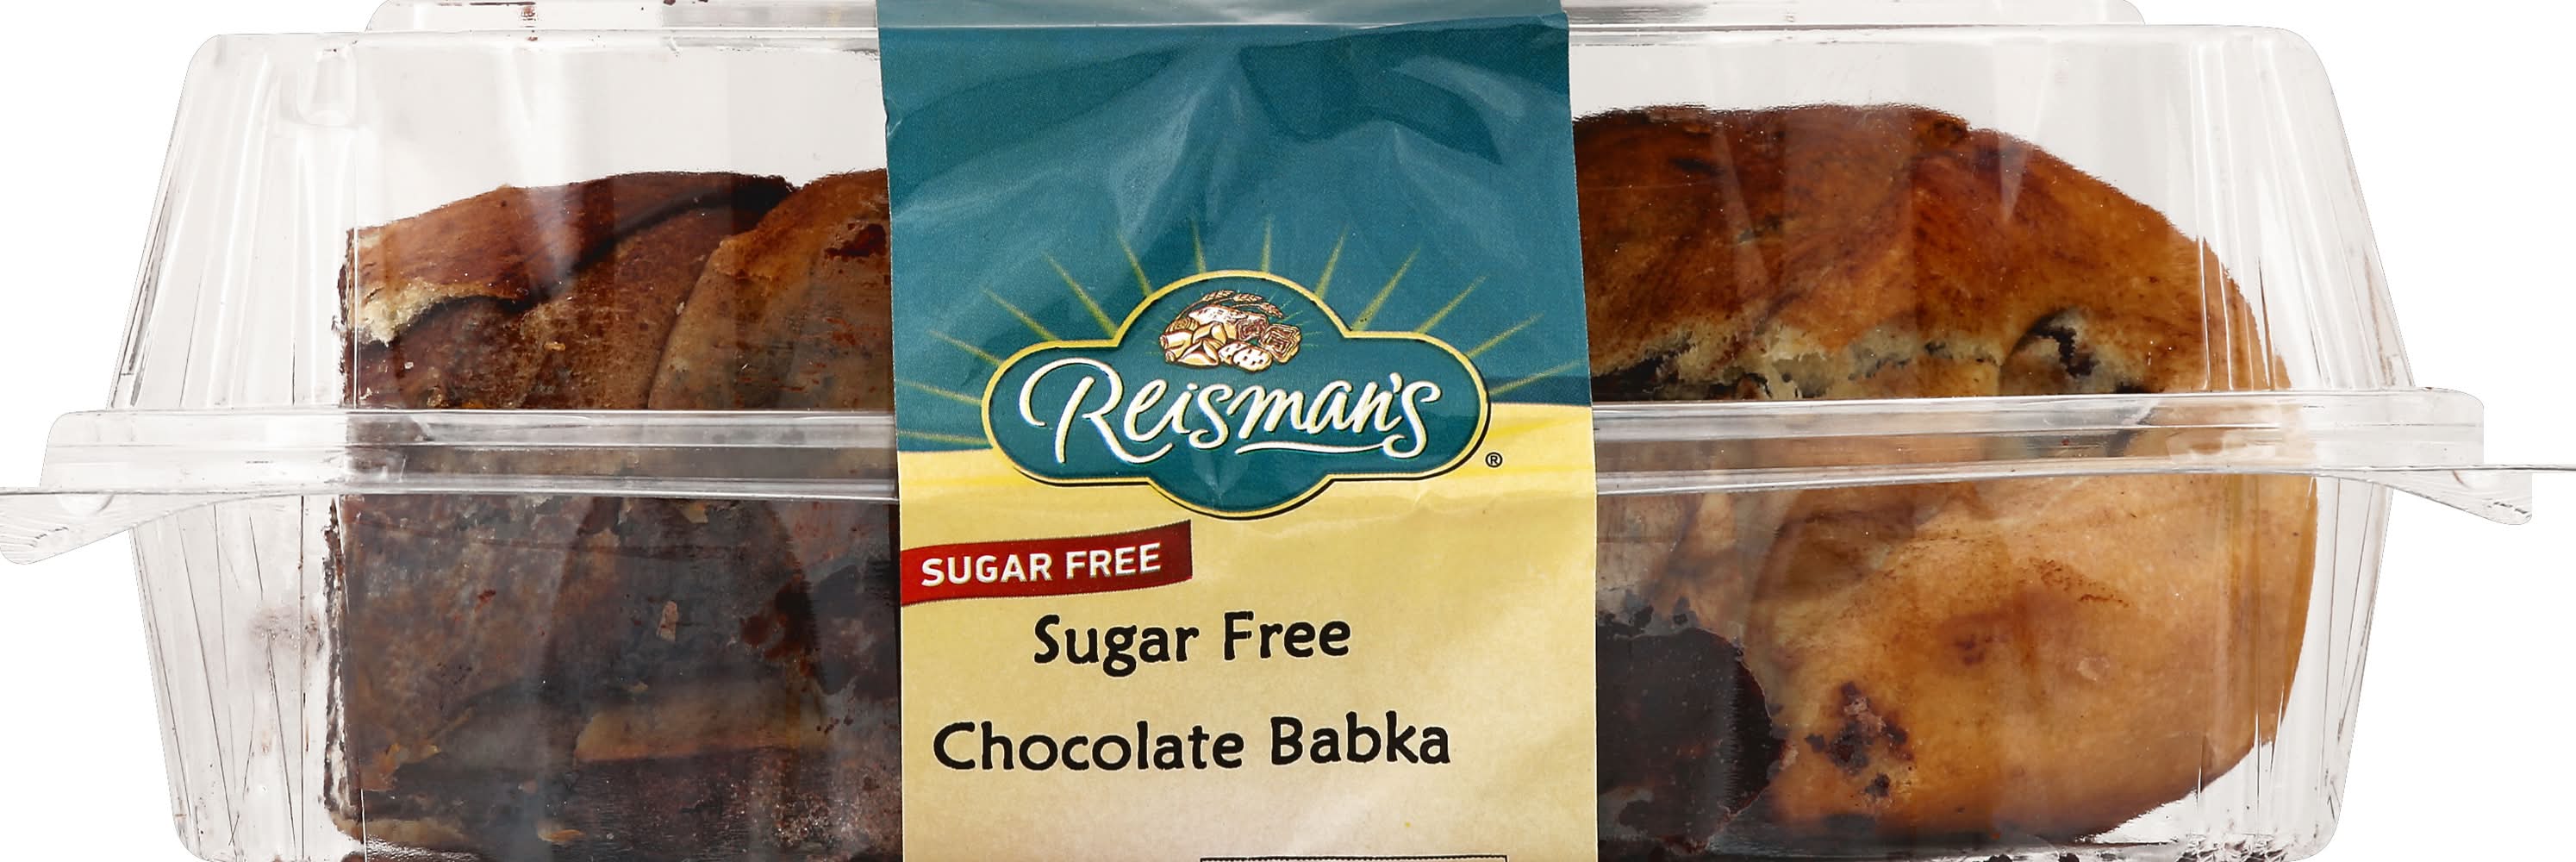 Reisman's
®
SUGAR FREE
Sugar Free
Chocolate Babka